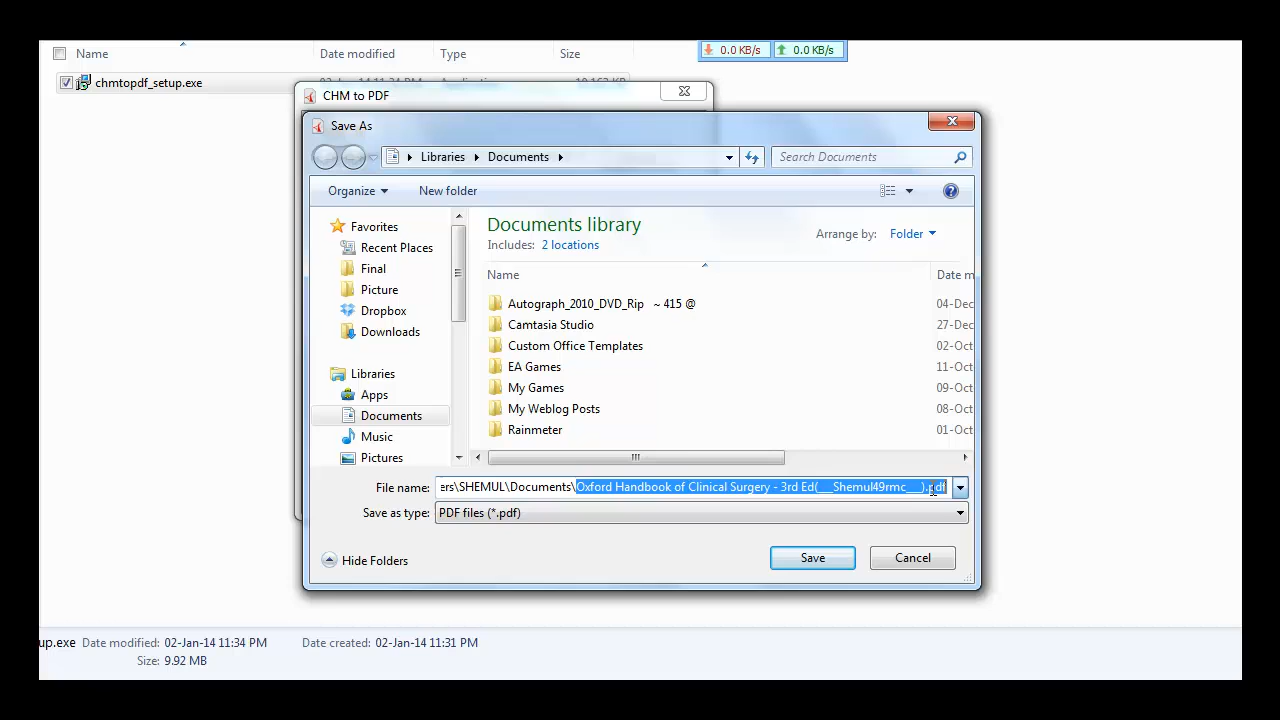 Name Date modified Type Size
0.0 KB/s 0.0 KB/s
chmtopdf_setup.exe
CHM to PDF
Save As
Libraries Documents
Search Documents
Organize New folder
Favorites
Recent Places
Final
Picture
Dropbox
Downloads
Libraries
Apps
Documents
Music
Pictures
Documents library
Includes: 2 locations
Arrange by: Folder
Name Date m
Autograph_2010_DVD_Rip ~ 415 @ 04-Dec
Camtasia Studio 27-Dec
Custom Office Templates 02-Oct
EA Games 11-Oct
My Games 09-Oct
My Weblog Posts 08-Oct
Rainmeter 01-Oct
File name: ers\SHEMUL\Documents\Oxford Handbook of Clinical Surgery - 3rd Ed(___Shemul49rmc___).pdf
Save as type: PDF files (*.pdf)
Hide Folders Save Cancel
up.exe Date modified: 02-Jan-14 11:34 PM Date created: 02-Jan-14 11:31 PM
Size: 9.92 MB